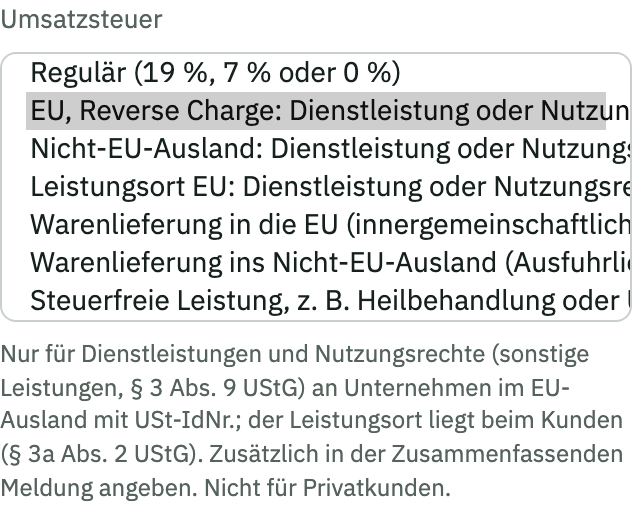 Umsatzsteuer
Regulär (19 %, 7 % oder 0 %)
EU, Reverse Charge: Dienstleistung oder Nutzun
Nicht-EU-Ausland: Dienstleistung oder Nutzungs
Leistungsort EU: Dienstleistung oder Nutzungsre
Warenlieferung in die EU (innergemeinschaftlich
Warenlieferung ins Nicht-EU-Ausland (Ausfuhrli
Steuerfreie Leistung, z. B. Heilbehandlung oder
Nur für Dienstleistungen und Nutzungsrechte (sonstige
Leistungen, § 3 Abs. 9 UStG) an Unternehmen im EU-
Ausland mit USt-IdNr.; der Leistungsort liegt beim Kunden
(§ 3a Abs. 2 UStG). Zusätzlich in der Zusammenfassenden
Meldung angeben. Nicht für Privatkunden.